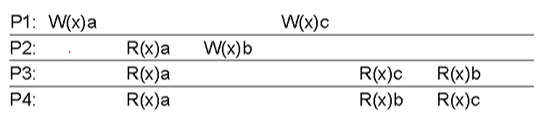 P1: W(x)a W(x)c
P2: R(x)a W(x)b
P3: R(x)a R(x)c R(x)b
P4: R(x)a R(x)b R(x)c